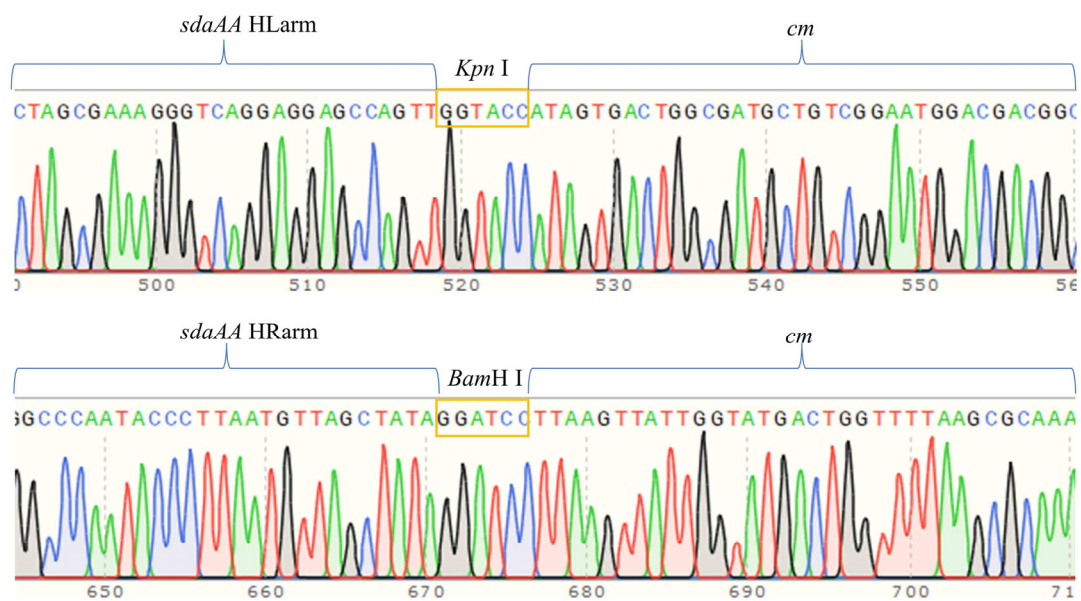 sdaAA HLarm cm
Kpn I
CTAGCGAAAGGGTCAGGAGGAGCCAGTTGGTACCATAGTGACTGGCGATGCTGTCGGAATGGACGACGGC
500 510 520 530 540 550
sdaAA HRarm cm
BamH I
GGCCCAATACCCTTAATGTTAGCTATAGGATCCTTAAGTTATTGGTATGACTGGTTTTAAGCGCAAA
650 660 670 680 690 700